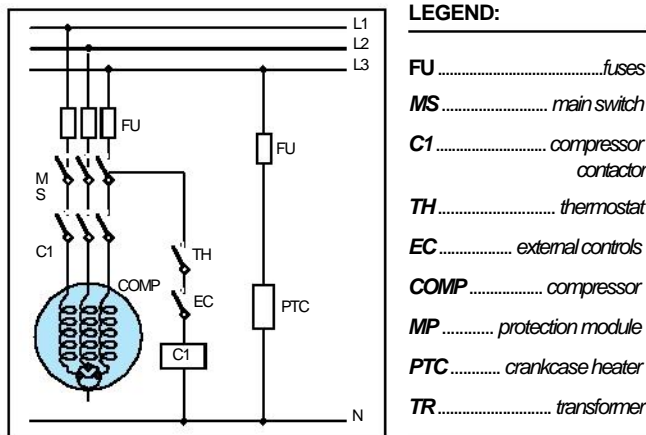 L1
L2
L3
FU
FU
M
S
C1
TH
COMP
EC
PTC
C1
N
LEGEND:
FU ..........................................fuses
MS ........................... main switch
C1 ............................ compressor
contactor
TH .............................. thermostat
EC ................... external controls
COMP ................... compressor
MP ............. protection module
PTC ............. crankcase heater
TR ............................. transformer